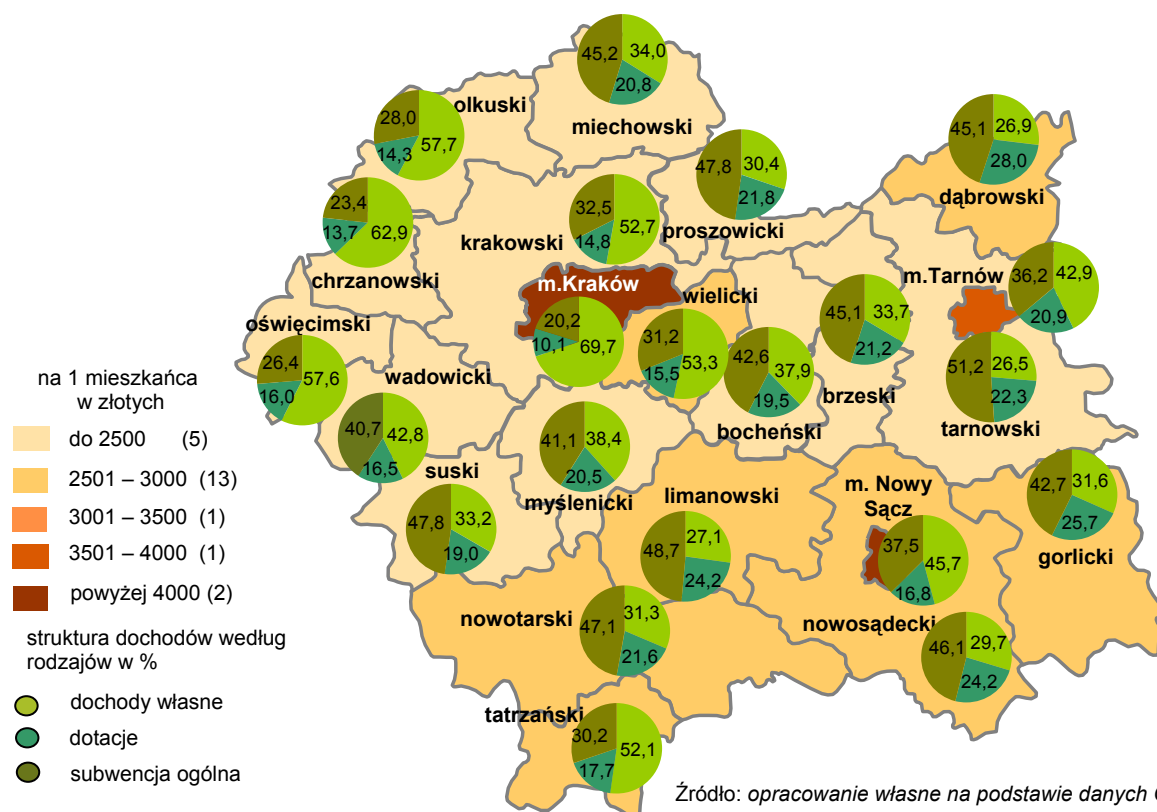 45,2
34,0
20,8
miechowski
olkuski
28,0
57,7
14,3
45,1
26,9
28,0
dąbrowski
47,8
30,4
21,8
proszowicki
23,4
13,7
62,9
chrzanowski
krakowski
32,5
52,7
14,8
m.Kraków
20,2
10,1
69,7
wielicki
31,2
53,3
15,5
m.Tarnów
36,2
42,9
20,9
oświęcimski
26,4
57,6
16,0
wadowicki
40,7
42,8
16,5
42,6
37,9
19,5
bocheński
45,1
33,7
21,2
brzeski
51,2
26,5
22,3
tarnowski
suski
47,8
33,2
19,0
41,1
38,4
20,5
myślenicki
limanowski
48,7
27,1
24,2
m. Nowy
Sącz
37,5
45,7
16,8
42,7
31,6
25,7
gorlicki
nowotarski
47,1
31,3
21,6
nowosądecki
46,1
29,7
24,2
tatrzański
30,2
52,1
17,7
na 1 mieszkańca
w złotych
do 2500 (5)
2501 – 3000 (13)
3001 – 3500 (1)
3501 – 4000 (1)
powyżej 4000 (2)
struktura dochodów według
rodzajów w %
dochody własne
dotacje
subwencja ogólna
Źródło: opracowanie własne na podstawie danych